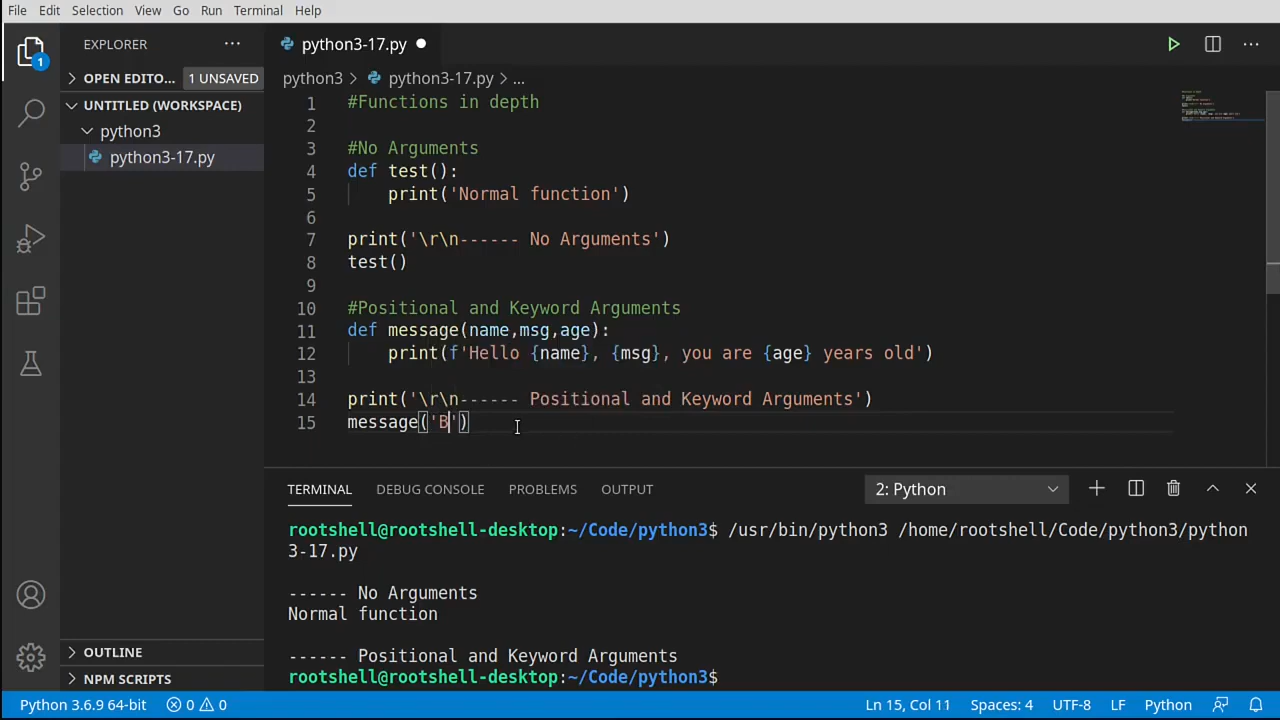 File Edit Selection View Go Run Terminal Help
EXPLORER ...
OPEN EDITO... 1 UNSAVED
UNTITLED (WORKSPACE)
python3
python3-17.py
OUTLINE
NPM SCRIPTS
1
python3-17.py
python3 > python3-17.py > ...
1 #Functions in depth
2
3 #No Arguments
4 def test():
5 print('Normal function')
6
7 print('\r\n------ No Arguments')
8 test()
9
10 #Positional and Keyword Arguments
11 def message(name,msg,age):
12 print(f'Hello {name}, {msg}, you are {age} years old')
13
14 print('\r\n------ Positional and Keyword Arguments')
15 message('B')
TERMINAL DEBUG CONSOLE PROBLEMS OUTPUT 2: Python
rootshell@rootshell-desktop:~/Code/python3$ /usr/bin/python3 /home/rootshell/Code/python3/python
3-17.py
------ No Arguments
Normal function
------ Positional and Keyword Arguments
rootshell@rootshell-desktop:~/Code/python3$
Python 3.6.9 64-bit 0 0 Ln 15, Col 11 Spaces: 4 UTF-8 LF Python